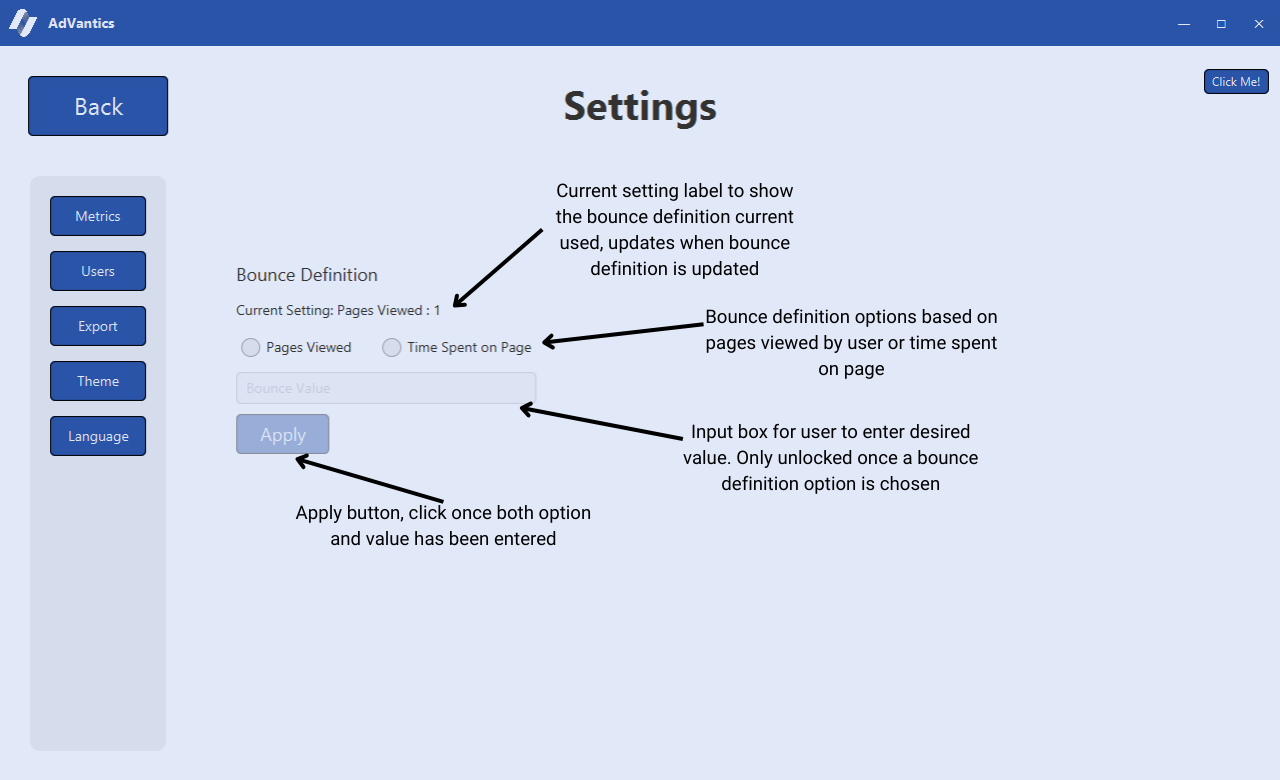 AdVantics
Back
Settings
Click Me!
Metrics
Users
Export
Theme
Language
Current setting label to show
the bounce definition current
used, updates when bounce
definition is updated
Bounce Definition
Current Setting: Pages Viewed : 1
Pages Viewed
Time Spent on Page
Bounce definition options based on
pages viewed by user or time spent
on page
Bounce Value
Apply
Input box for user to enter desired
value. Only unlocked once a bounce
definition option is chosen
Apply button, click once both option
and value has been entered